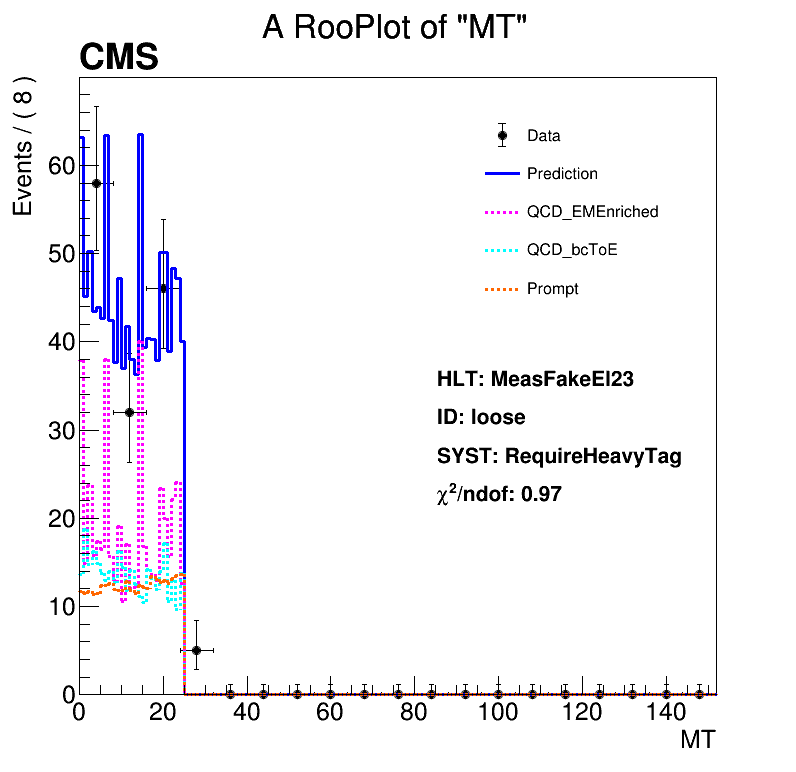 A RooPlot of "MT"
CMS
Events / ( 8 )
Data
Prediction
QCD_EMEnriched
QCD_bcToE
Prompt
HLT: MeasFakeEl23
ID: loose
SYST: RequireHeavyTag
χ²/ndof: 0.97
60
50
40
30
20
10
0
0 20 40 60 80 100 120 140
MT